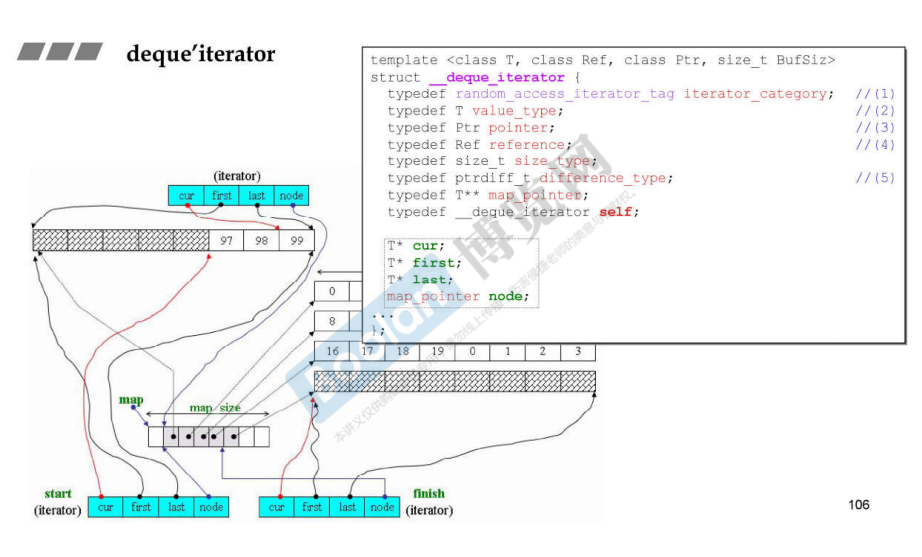 deque’iterator
template <class T, class Ref, class Ptr, size_t BufSiz>
struct __deque_iterator {
typedef random_access_iterator_tag iterator_category; //(1)
typedef T value_type; //(2)
typedef Ptr pointer; //(3)
typedef Ref reference; //(4)
typedef size_t size_type;
typedef ptrdiff_t difference_type; //(5)
typedef T** map_pointer;
typedef __deque_iterator self;
T* cur;
T* first;
T* last;
map_pointer node;
...
};
(iterator)
cur first last node
97 98 99
0
8
16 17 18 19 0 1 2 3
map
map size
start
(iterator)
cur first last node
cur first last node
finish
(iterator)
Boolan
博览网
106